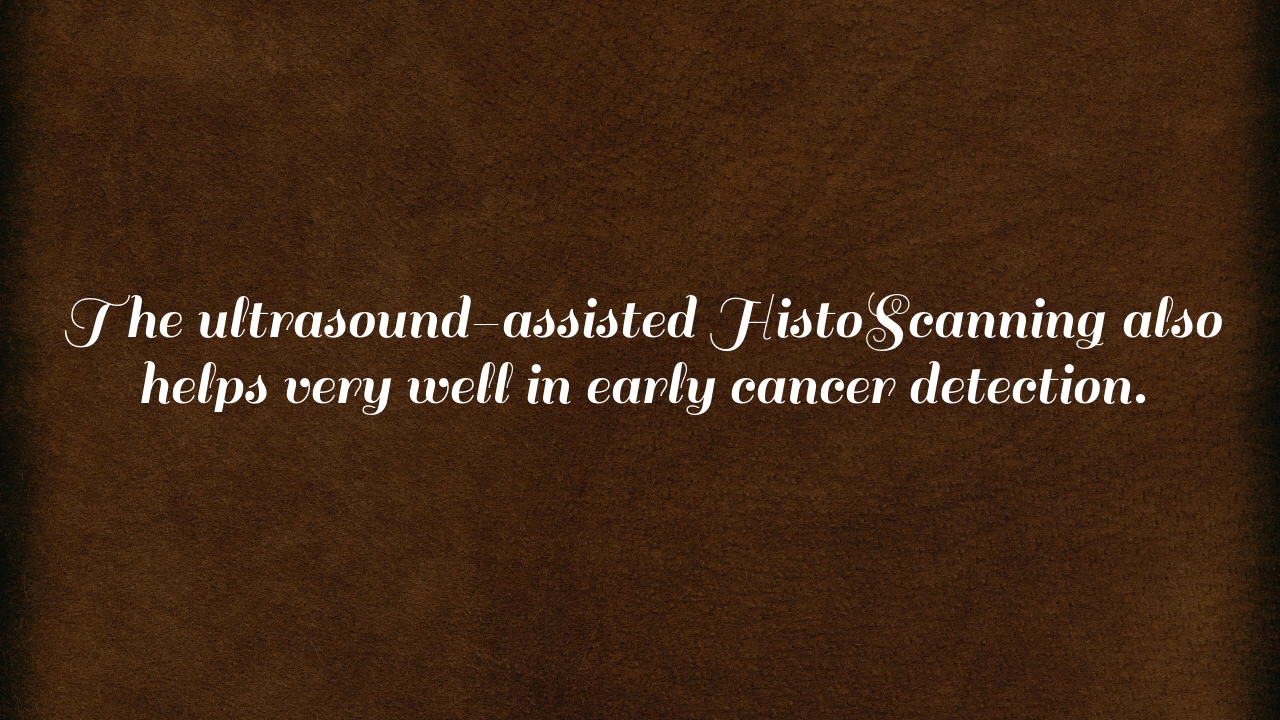 The ultrasound-assisted HistoScanning also
helps very well in early cancer detection.